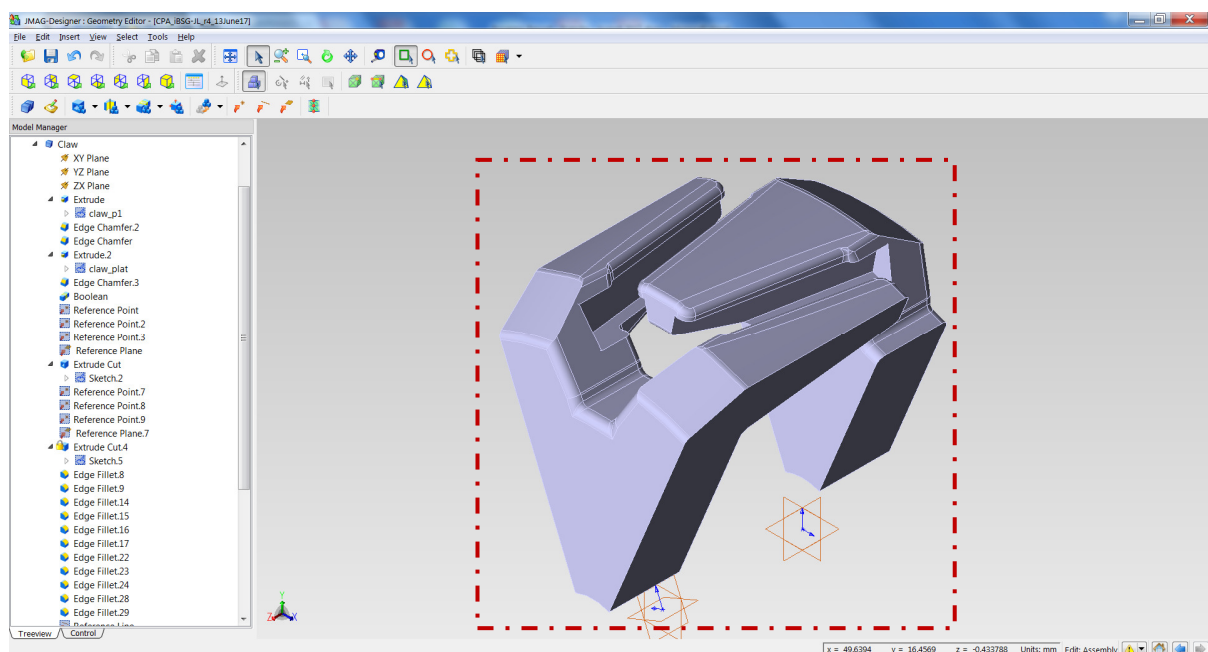 JMAG-Designer : Geometry Editor - [CPA_iBSG-JL_r4_13June17]
File Edit Insert View Select Tools Help
Model Manager
Claw
XY Plane
YZ Plane
ZX Plane
Extrude
claw_p1
Edge Chamfer.2
Edge Chamfer
Extrude.2
claw_plat
Edge Chamfer.3
Boolean
Reference Point
Reference Point.2
Reference Point.3
Reference Plane
Extrude Cut
Sketch.2
Reference Point.7
Reference Point.8
Reference Point.9
Reference Plane.7
Extrude Cut.4
Sketch.5
Edge Fillet.8
Edge Fillet.9
Edge Fillet.14
Edge Fillet.15
Edge Fillet.16
Edge Fillet.17
Edge Fillet.22
Edge Fillet.23
Edge Fillet.24
Edge Fillet.28
Edge Fillet.29
Reference Line
Treeview Control
Y
Z X
x = 49.6394 y = 16.4569 z = -0.433788 Units: mm Edit: Assembly